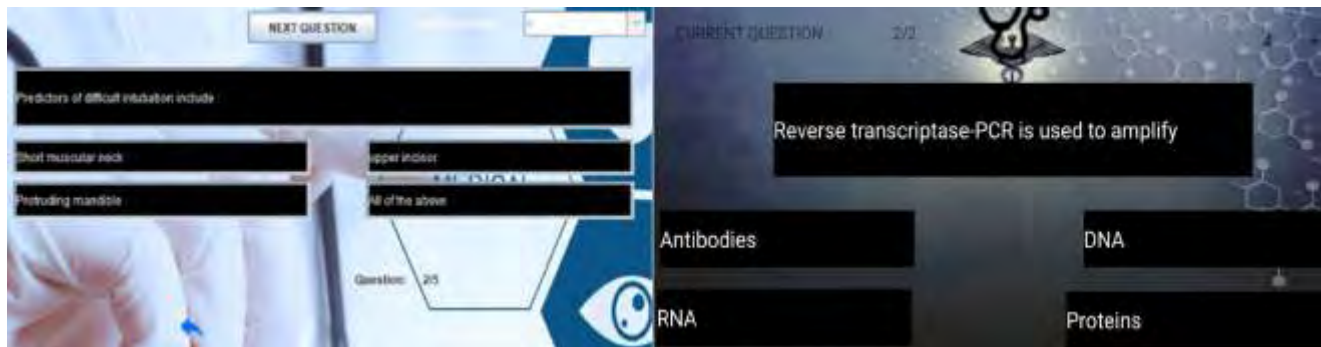 NEXT QUESTION
Predictors of difficult intubation include
Short muscular neck
upper incisor
Protruding mandible
All of the above
Question: 2/5
CURRENT QUESTION 2/2
Reverse transcriptase-PCR is used to amplify
Antibodies
DNA
RNA
Proteins